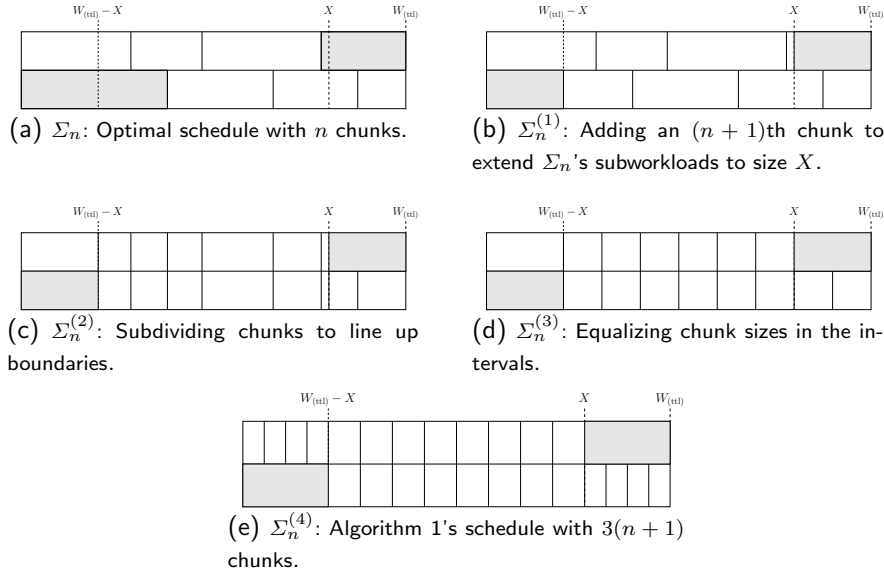 W(ttl) − X X W(ttl)
W(ttl) − X X W(ttl)
(a) Σn: Optimal schedule with n chunks.
(b) Σn(1): Adding an (n + 1)th chunk to
extend Σn's subworkloads to size X.
W(ttl) − X X W(ttl)
W(ttl) − X X W(ttl)
(c) Σn(2): Subdividing chunks to line up
boundaries.
(d) Σn(3): Equalizing chunk sizes in the in-
tervals.
W(ttl) − X X W(ttl)
(e) Σn(4): Algorithm 1's schedule with 3(n + 1)
chunks.